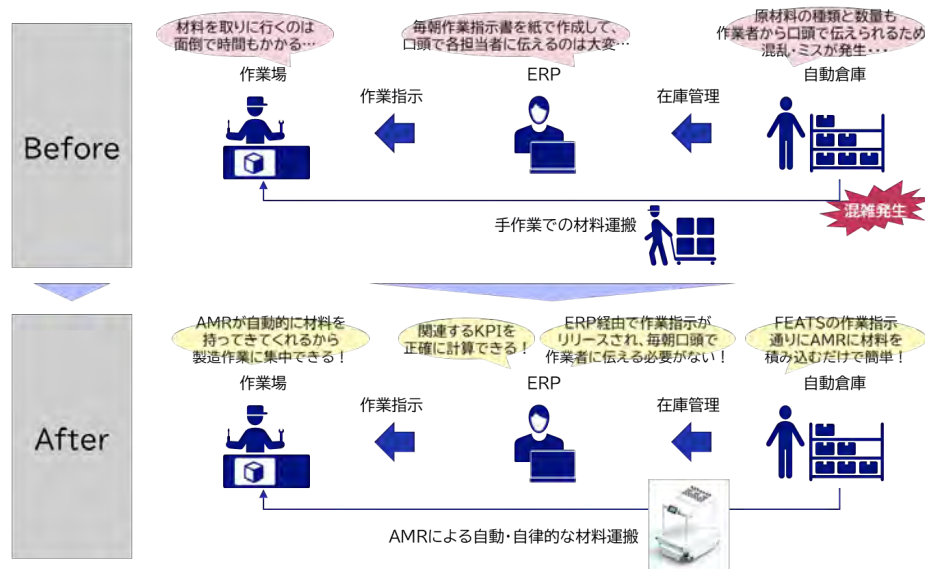 材料を取りに行くのは
面倒で時間もかかる…
毎朝作業指示書を紙で作成して、
口頭で各担当者に伝えるのは大変…
原材料の種類と数量も
作業者から口頭で伝えられるため
混乱・ミスが発生・・・
作業場
ERP
自動倉庫
作業指示
在庫管理
Before
混雑発生
手作業での材料運搬
AMRが自動的に材料を
持ってきてくれるから
製造作業に集中できる！
関連するKPIを
正確に計算できる！
ERP経由で作業指示が
リリースされ、毎朝口頭で
作業者に伝える必要がない！
FEATSの作業指示
通りにAMRに材料を
積み込むだけで簡単！
作業場
ERP
自動倉庫
作業指示
在庫管理
After
AMRによる自動・自律的な材料運搬